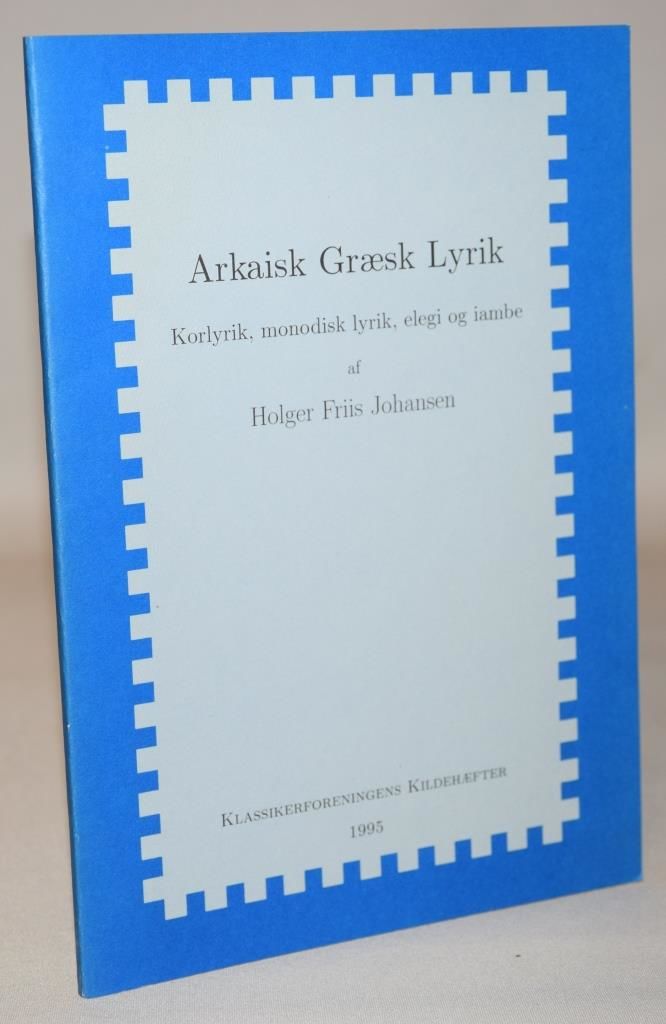 Arkaisk Græsk Lyrik
Korlyrik, monodisk lyrik, elegi og iambe
af
Holger Friis Johansen
KLASSIKERFORENINGENS KILDEHÆFTER
1995